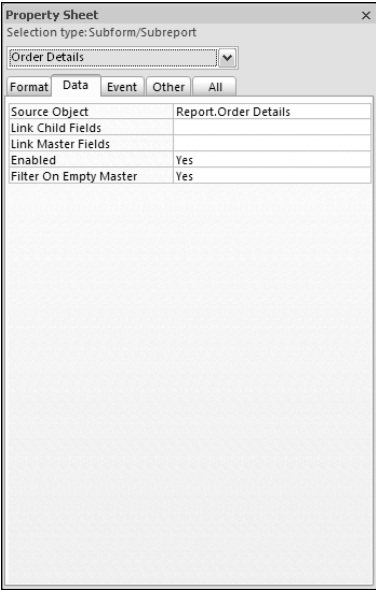 Property Sheet ×
Selection type: Subform/Subreport
Order Details
Format Data Event Other All
Source Object Report.Order Details
Link Child Fields
Link Master Fields
Enabled Yes
Filter On Empty Master Yes